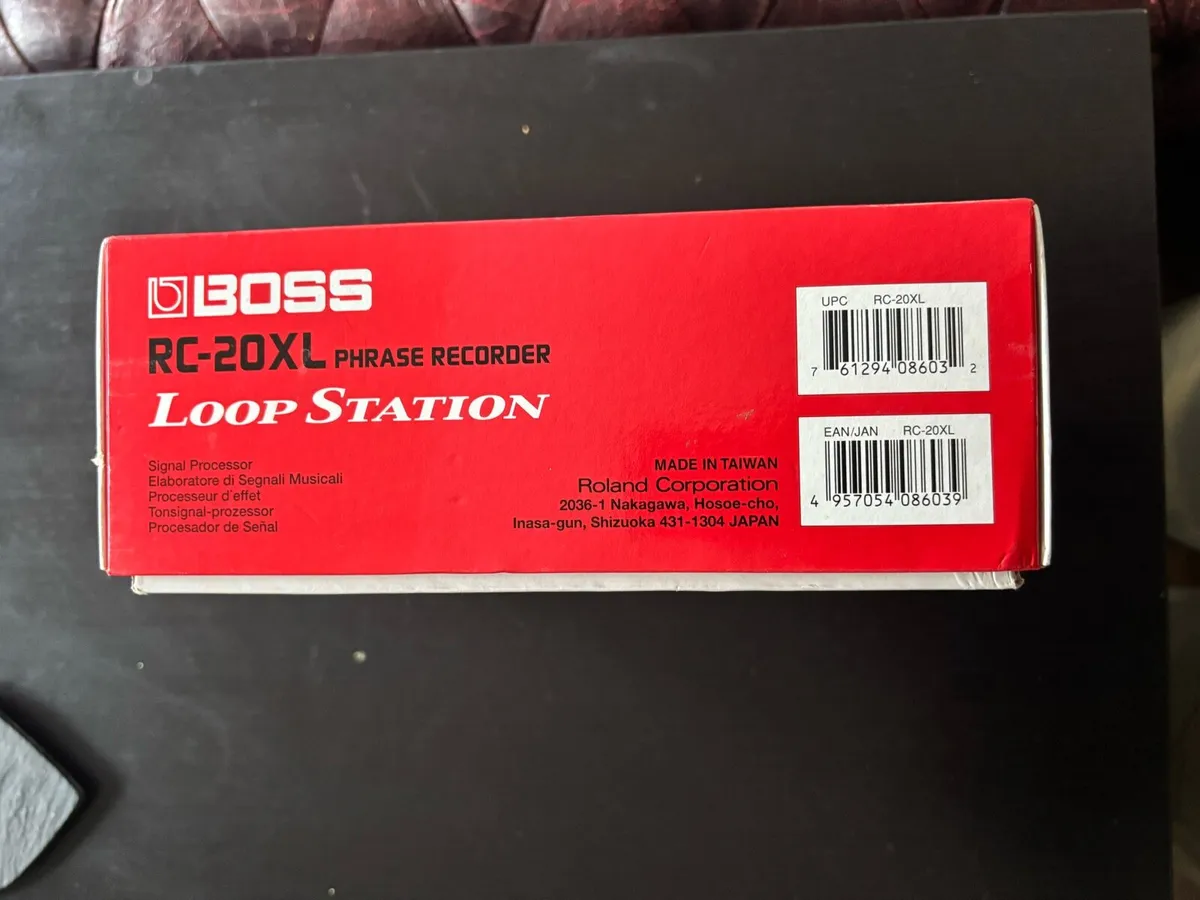 BOSS
RC-20XL PHRASE RECORDER
LOOP STATION
Signal Processor
Elaboratore di Segnali Musicali
Processeur d'effet
Tonsignal-prozessor
Procesador de Señal
MADE IN TAIWAN
Roland Corporation
2036-1 Nakagawa, Hosoe-cho,
Inasa-gun, Shizuoka 431-1304 JAPAN
UPC RC-20XL
7 61294 08603 2
EAN/JAN RC-20XL
4 957054 086039